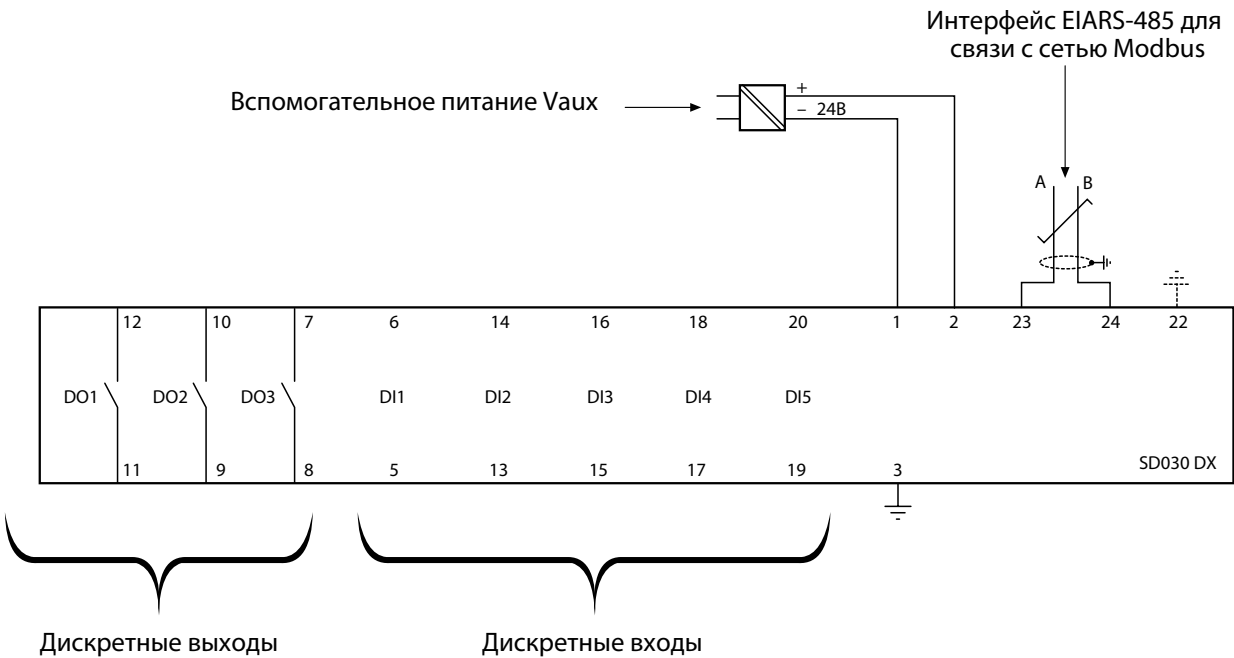 Интерфейс EIARS-485 для
связи с сетью Modbus
Вспомогательное питание Vaux
+
– 24В
A B
12 10 7 6 14 16 18 20 1 2 23 24 22
DO1 DO2 DO3 DI1 DI2 DI3 DI4 DI5
11 9 8 5 13 15 17 19 3 SD030 DX
Дискретные выходы Дискретные входы